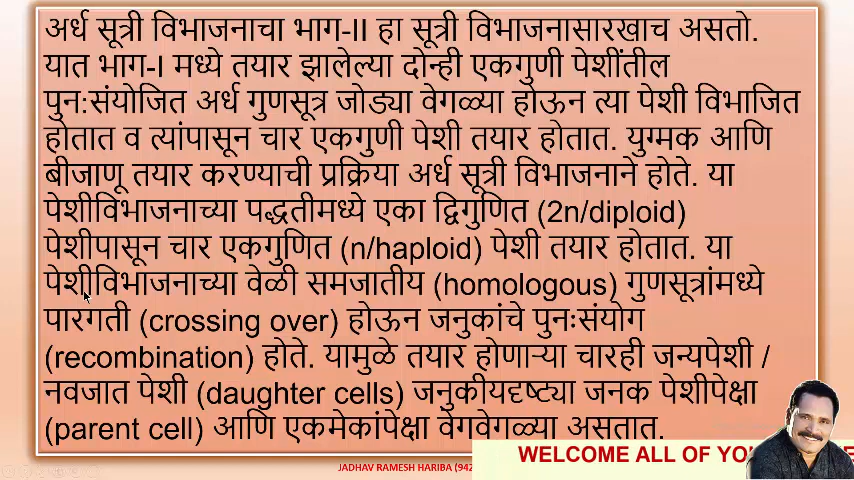 अर्ध सूत्री विभाजनाचा भाग-II हा सूत्री विभाजनासारखाच असतो.
यात भाग-I मध्ये तयार झालेल्या दोन्ही एकगुणी पेशींतील
पुन:संयोजित अर्ध गुणसूत्र जोड्या वेगळ्या होऊन त्या पेशी विभाजित
होतात व त्यांपासून चार एकगुणी पेशी तयार होतात. युग्मक आणि
बीजाणू तयार करण्याची प्रक्रिया अर्ध सूत्री विभाजनाने होते. या
पेशीविभाजनाच्या पद्धतीमध्ये एका द्विगुणित (2n/diploid)
पेशीपासून चार एकगुणित (n/haploid) पेशी तयार होतात. या
पेशीविभाजनाच्या वेळी समजातीय (homologous) गुणसूत्रांमध्ये
पारगती (crossing over) होऊन जनुकांचे पुनःसंयोग
(recombination) होते. यामुळे तयार होणाऱ्या चारही जन्यपेशी /
नवजात पेशी (daughter cells) जनुकीयदृष्ट्या जनक पेशीपेक्षा
(parent cell) आणि एकमेकांपेक्षा वेगवेगळ्या असतात.
WELCOME ALL OF
JADHAV RAMESH HARIBA (942